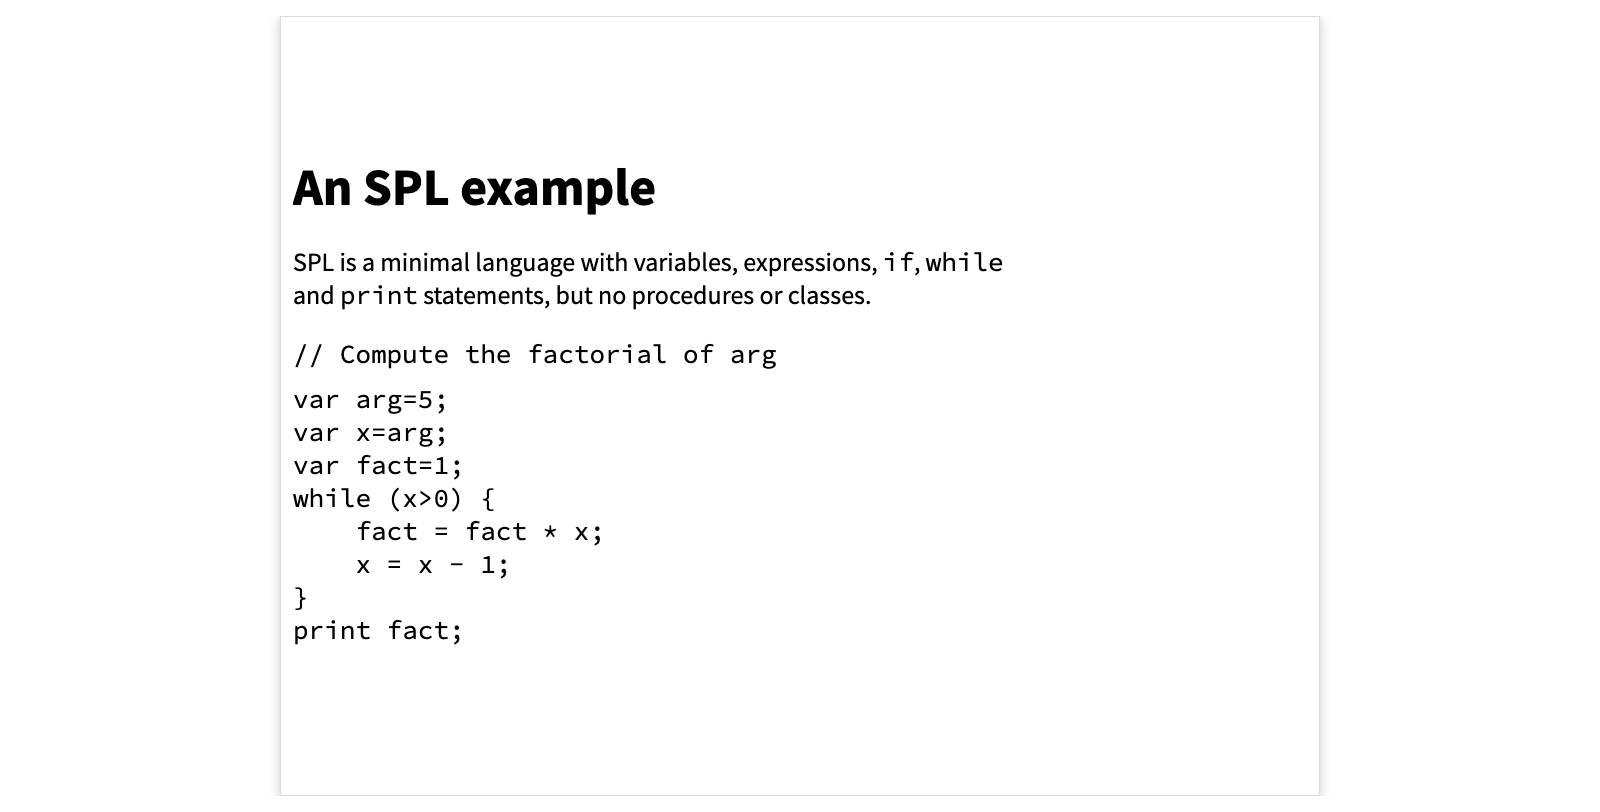 An SPL example
SPL is a minimal language with variables, expressions, if, while
and print statements, but no procedures or classes.
// Compute the factorial of arg
var arg=5;
var x=arg;
var fact=1;
while (x>0) {
    fact = fact * x;
    x = x - 1;
}
print fact;